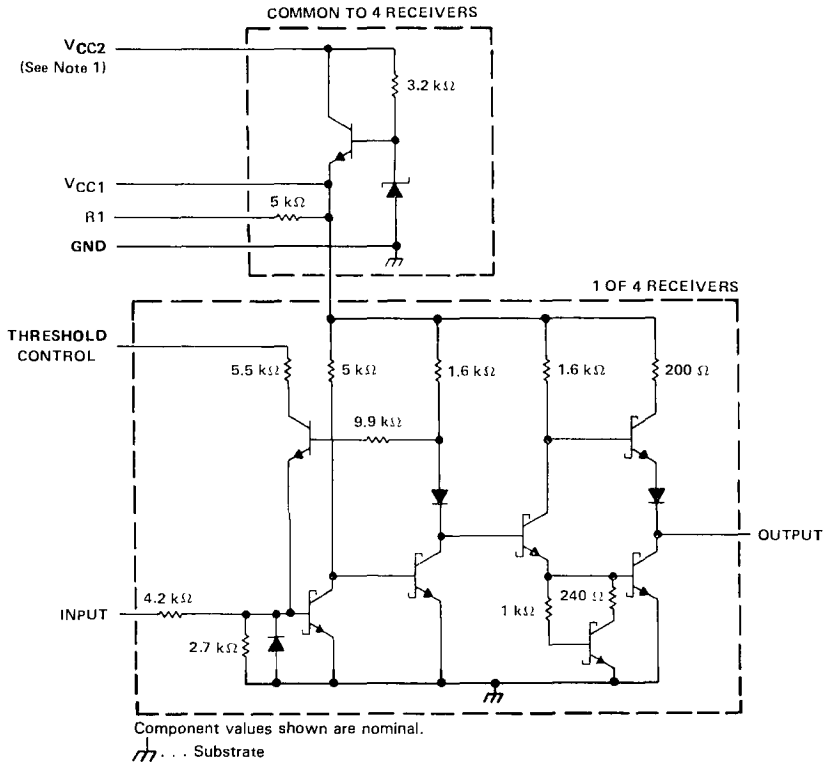 COMMON TO 4 RECEIVERS
VCC2
(See Note 1)
3.2 kΩ
VCC1
5 kΩ
R1
GND
1 OF 4 RECEIVERS
THRESHOLD
CONTROL
5.5 kΩ
5 kΩ
1.6 kΩ
1.6 kΩ
200 Ω
9.9 kΩ
OUTPUT
4.2 kΩ
INPUT
2.7 kΩ
1 kΩ
240 Ω
Component values shown are nominal.
. . . Substrate